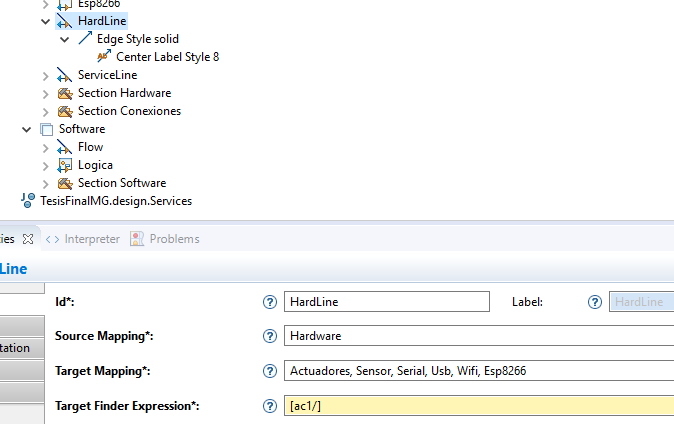 Esp8266
HardLine
Edge Style solid
Center Label Style 8
ServiceLine
Section Hardware
Section Conexiones
Software
Flow
Logica
Section Software
TesisFinalMG.design.Services
ties Interpreter Problems
Line
Id*: HardLine Label: HardLine
Source Mapping*: Hardware
tation
Target Mapping*: Actuadores, Sensor, Serial, Usb, Wifi, Esp8266
Target Finder Expression*: [ac1/]